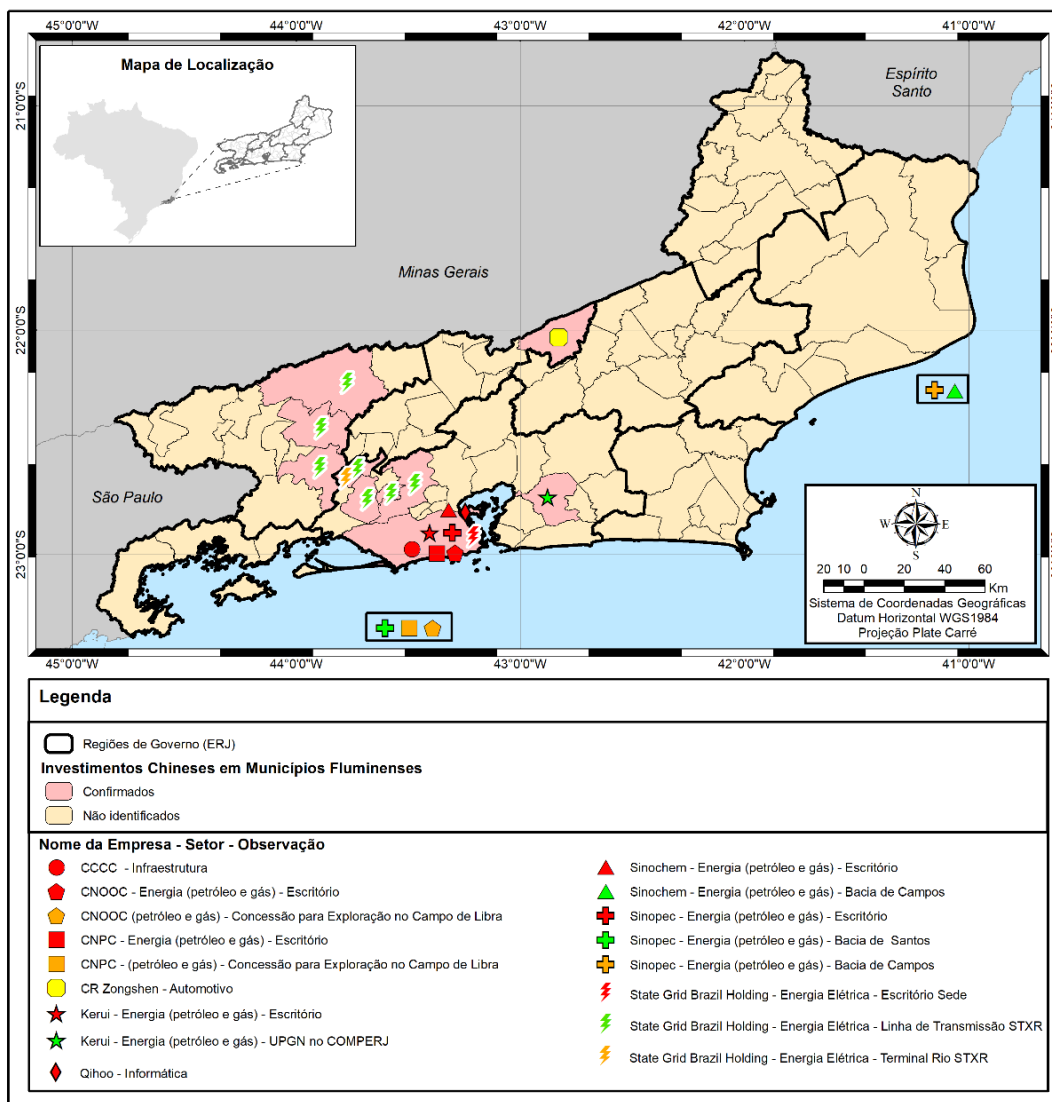 45°0'0"W 44°0'0"W 43°0'0"W 42°0'0"W 41°0'0"W
Mapa de Localização
Espírito
Santo
21°0'0"S
Minas Gerais
22°0'0"S
São Paulo
23°0'0"S
N
W E
S
20 10 0 20 40 60
Km
Sistema de Coordenadas Geográficas
Datum Horizontal WGS1984
Projeção Plate Carré
45°0'0"W 44°0'0"W 43°0'0"W 42°0'0"W 41°0'0"W
Legenda
Regiões de Governo (ERJ)
Investimentos Chineses em Municípios Fluminenses
Confirmados
Não identificados
Nome da Empresa - Setor - Observação
CCCC - Infraestrutura
CNOOC - Energia (petróleo e gás) - Escritório
CNOOC (petróleo e gás) - Concessão para Exploração no Campo de Libra
CNPC - Energia (petróleo e gás) - Escritório
CNPC - (petróleo e gás) - Concessão para Exploração no Campo de Libra
CR Zongshen - Automotivo
Kerui - Energia (petróleo e gás) - Escritório
Kerui - Energia (petróleo e gás) - UPGN no COMPERJ
Qihoo - Informática
Sinochem - Energia (petróleo e gás) - Escritório
Sinochem - Energia (petróleo e gás) - Bacia de Campos
Sinopec - Energia (petróleo e gás) - Escritório
Sinopec - Energia (petróleo e gás) - Bacia de Santos
Sinopec - Energia (petróleo e gás) - Bacia de Campos
State Grid Brazil Holding - Energia Elétrica - Escritório Sede
State Grid Brazil Holding - Energia Elétrica - Linha de Transmissão STXR
State Grid Brazil Holding - Energia Elétrica - Terminal Rio STXR